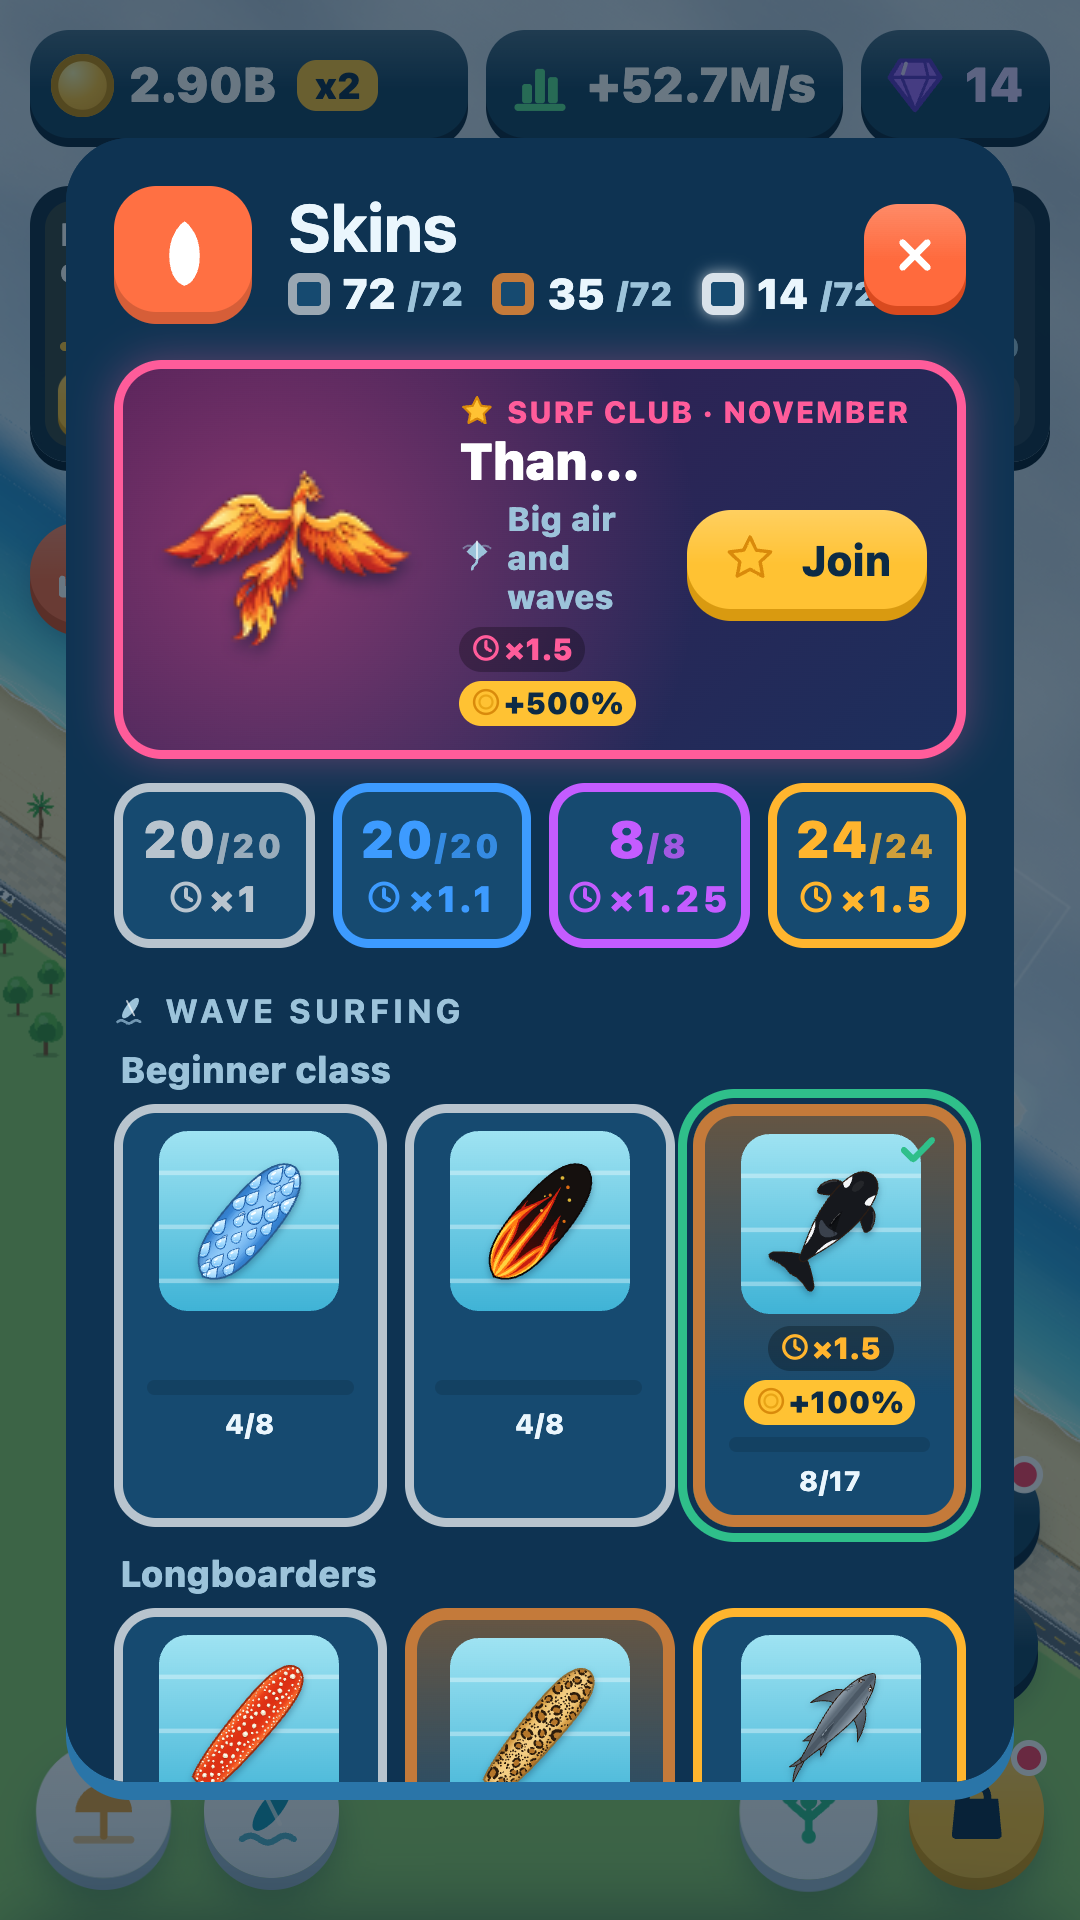 2.90B x2 +52.7M/s 14
Skins
72 /72 35 /72 14 /72
SURF CLUB · NOVEMBER
Than...
Big air
and
waves
Join
×1.5
+500%
20/20 20/20 8/8 24/24
×1 ×1.1 ×1.25 ×1.5
WAVE SURFING
Beginner class
×1.5
+100%
4/8 4/8 8/17
Longboarders